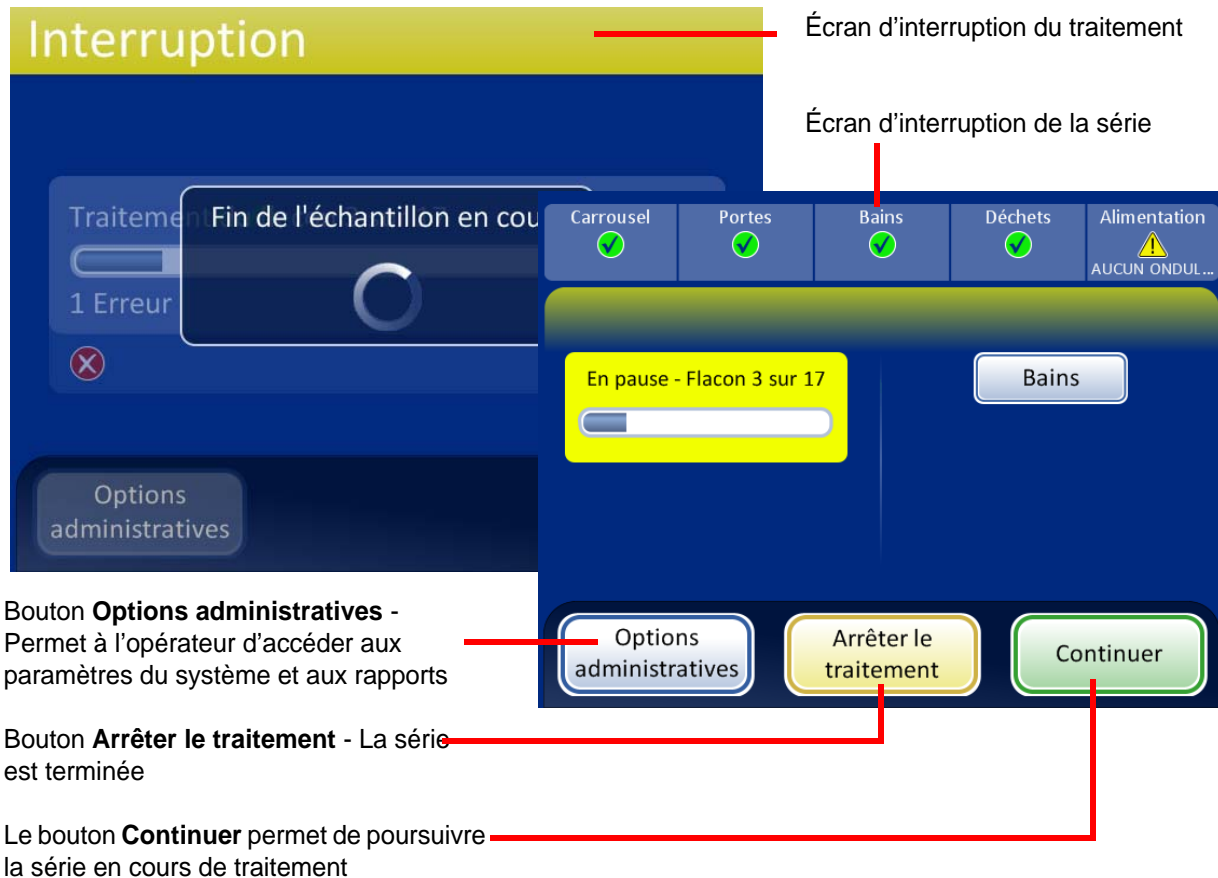 Interruption
Écran d’interruption du traitement
Écran d’interruption de la série
Traiteme
Fin de l'échantillon en cou
1 Erreur
Options
administratives
Carrousel
Portes
Bains
Déchets
Alimentation
AUCUN ONDUL...
En pause - Flacon 3 sur 17
Bains
Options
administratives
Arrêter le
traitement
Continuer
Bouton Options administratives -
Permet à l’opérateur d’accéder aux
paramètres du système et aux rapports
Bouton Arrêter le traitement - La série
est terminée
Le bouton Continuer permet de poursuivre
la série en cours de traitement